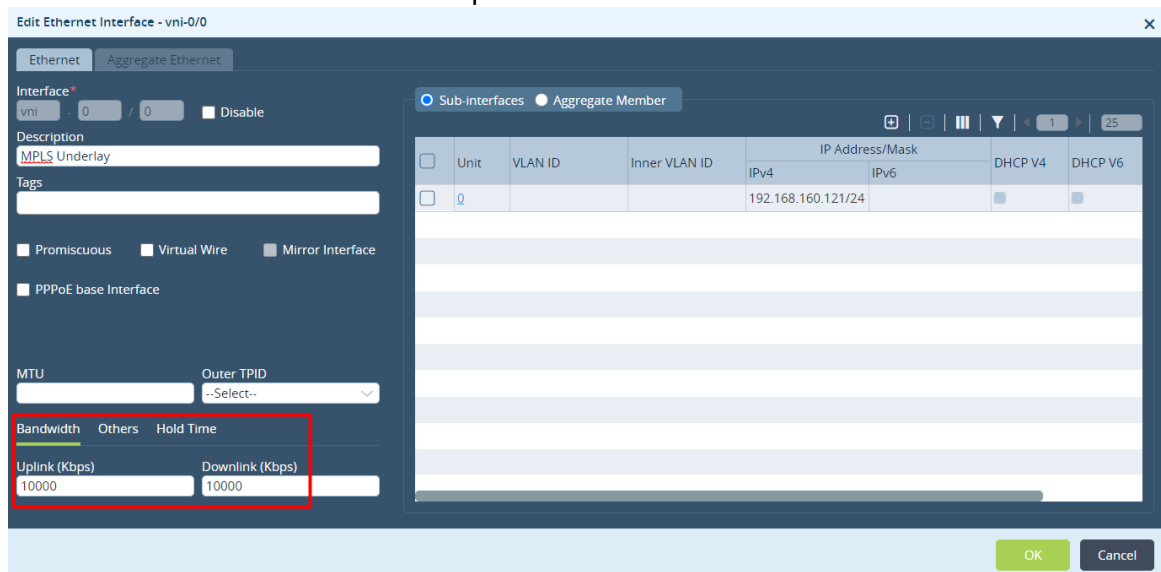 Edit Ethernet Interface - vni-0/0
Ethernet Aggregate Ethernet
Interface*
vni - 0 / 0 Disable
Description
MPLS Underlay
Tags
Promiscuous Virtual Wire Mirror Interface
PPPoE base Interface
MTU Outer TPID
--Select--
Bandwidth Others Hold Time
Uplink (Kbps) Downlink (Kbps)
10000 10000
Sub-interfaces Aggregate Member
1 25
Unit VLAN ID Inner VLAN ID IP Address/Mask DHCP V4 DHCP V6
IPv4 IPv6
0 192.168.160.121/24
OK Cancel